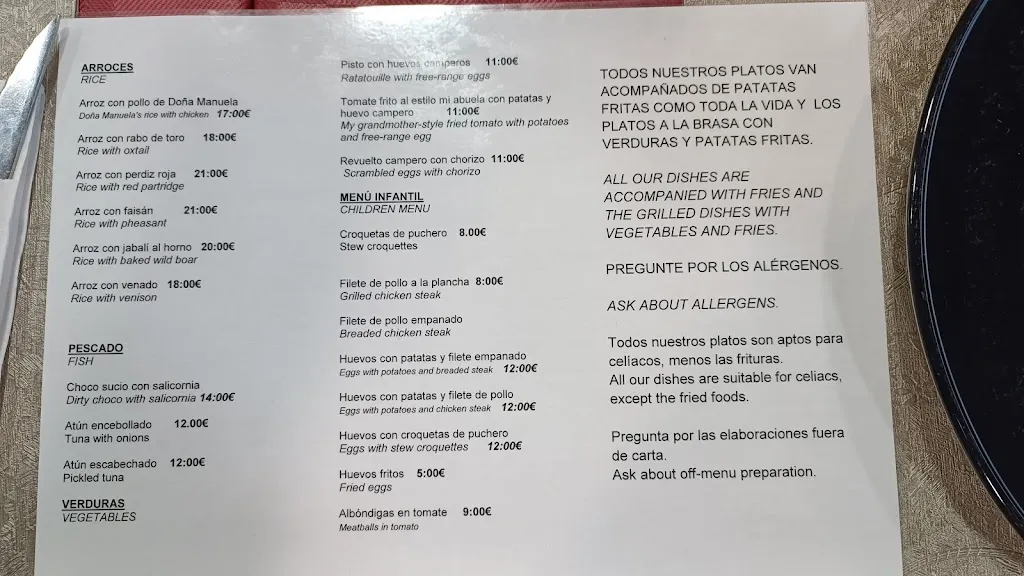 ARROCES
RICE
Arroz con pollo de Doña Manuela
Doña Manuela's rice with chicken 17:00€
Arroz con rabo de toro 18:00€
Rice with oxtail
Arroz con perdiz roja 21:00€
Rice with red partridge
Arroz con faisán 21:00€
Rice with pheasant
Arroz con jabalí al horno 20:00€
Rice with baked wild boar
Arroz con venado 18:00€
Rice with venison
PESCADO
FISH
Choco sucio con salicornia
Dirty choco with salicornia 14:00€
Atún encebollado 12.00€
Tuna with onions
Atún escabechado 12:00€
Pickled tuna
VERDURAS
VEGETABLES
Pisto con huevos camperos 11:00€
Ratatouille with free-range eggs
Tomate frito al estilo mi abuela con patatas y
huevo campero 11:00€
My grandmother-style fried tomato with potatoes
and free-range egg
Revuelto campero con chorizo 11:00€
Scrambled eggs with chorizo
MENÚ INFANTIL
CHILDREN MENU
Croquetas de puchero 8.00€
Stew croquettes
Filete de pollo a la plancha 8:00€
Grilled chicken steak
Filete de pollo empanado
Breaded chicken steak
Huevos con patatas y filete empanado
Eggs with potatoes and breaded steak 12:00€
Huevos con patatas y filete de pollo
Eggs with potatoes and chicken steak 12:00€
Huevos con croquetas de puchero
Eggs with stew croquettes 12:00€
Huevos fritos 5:00€
Fried eggs
Albóndigas en tomate 9:00€
Meatballs in tomato
TODOS NUESTROS PLATOS VAN
ACOMPAÑADOS DE PATATAS
FRITAS COMO TODA LA VIDA Y LOS
PLATOS A LA BRASA CON
VERDURAS Y PATATAS FRITAS.
ALL OUR DISHES ARE
ACCOMPANIED WITH FRIES AND
THE GRILLED DISHES WITH
VEGETABLES AND FRIES.
PREGUNTE POR LOS ALÉRGENOS.
ASK ABOUT ALLERGENS.
Todos nuestros platos son aptos para
celíacos, menos las frituras.
All our dishes are suitable for celiacs,
except the fried foods.
Pregunta por las elaboraciones fuera
de carta.
Ask about off-menu preparation.